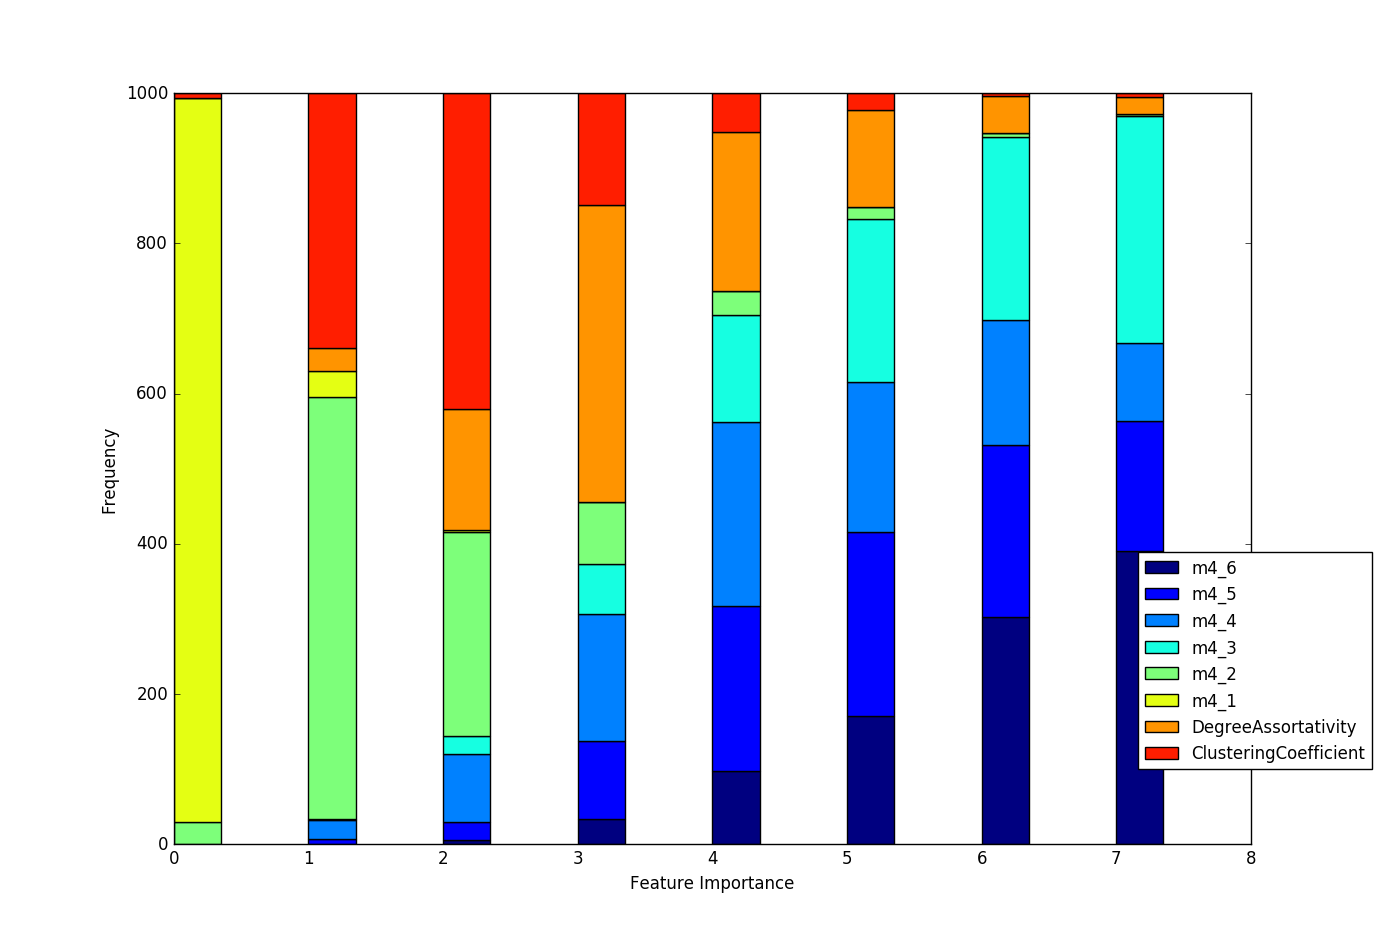 1000
800
600
400
200
0
Frequency
0 1 2 3 4 5 6 7 8
Feature Importance
m4_6
m4_5
m4_4
m4_3
m4_2
m4_1
DegreeAssortativity
ClusteringCoefficient